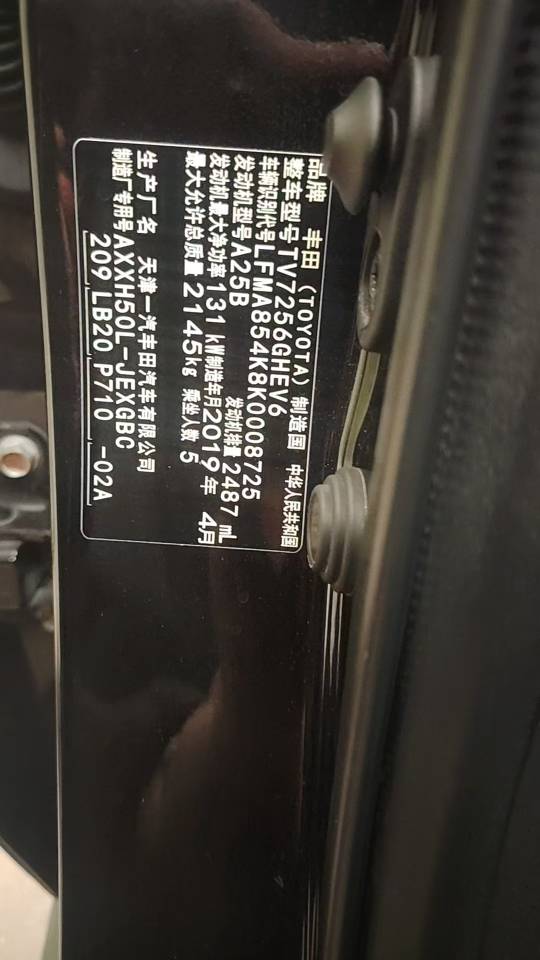 品牌 丰田 (TOYOTA) 制造国 中华人民共和国
整车型号 TV7256GHEV6
车辆识别代号 LFMA854K8K0008725
发动机型号 A25B 发动机排量 2487 mL
发动机最大净功率 131 kW 制造年月 2019 年 4月
最大允许总质量 2145kg 乘坐人数 5
生产厂名 天津一汽丰田汽车有限公司
制造厂专用号 AXXH50L-JEXGBC
209 LB20 P710 -02A